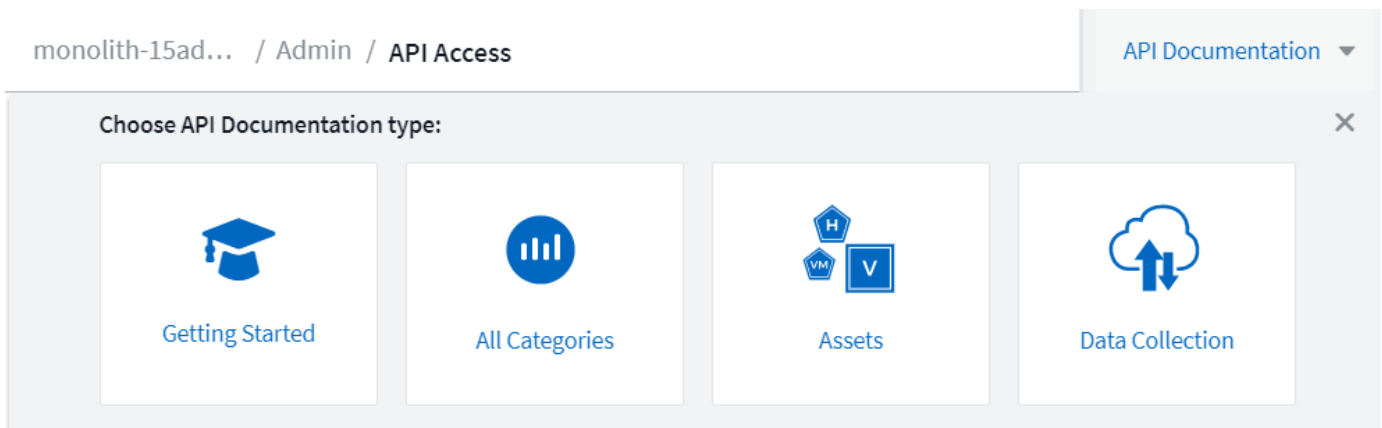 monolith-15ad... / Admin / API Access
API Documentation
Choose API Documentation type:
H
VM
V
Getting Started
All Categories
Assets
Data Collection